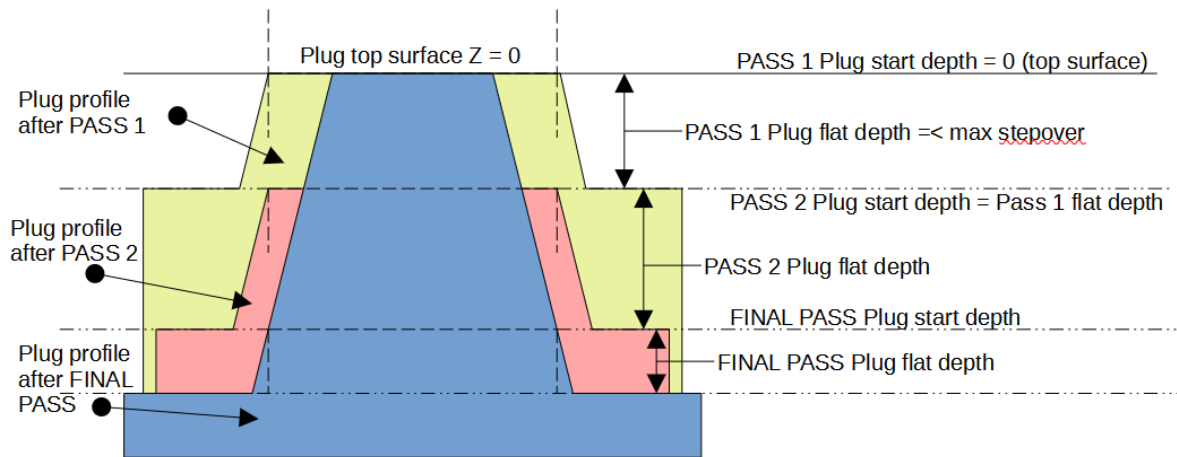 Plug top surface Z = 0
PASS 1 Plug start depth = 0 (top surface)
Plug profile
after PASS 1
PASS 1 Plug flat depth =< max stepover
PASS 2 Plug start depth = Pass 1 flat depth
Plug profile
after PASS 2
PASS 2 Plug flat depth
FINAL PASS Plug start depth
Plug profile
after FINAL
PASS
FINAL PASS Plug flat depth